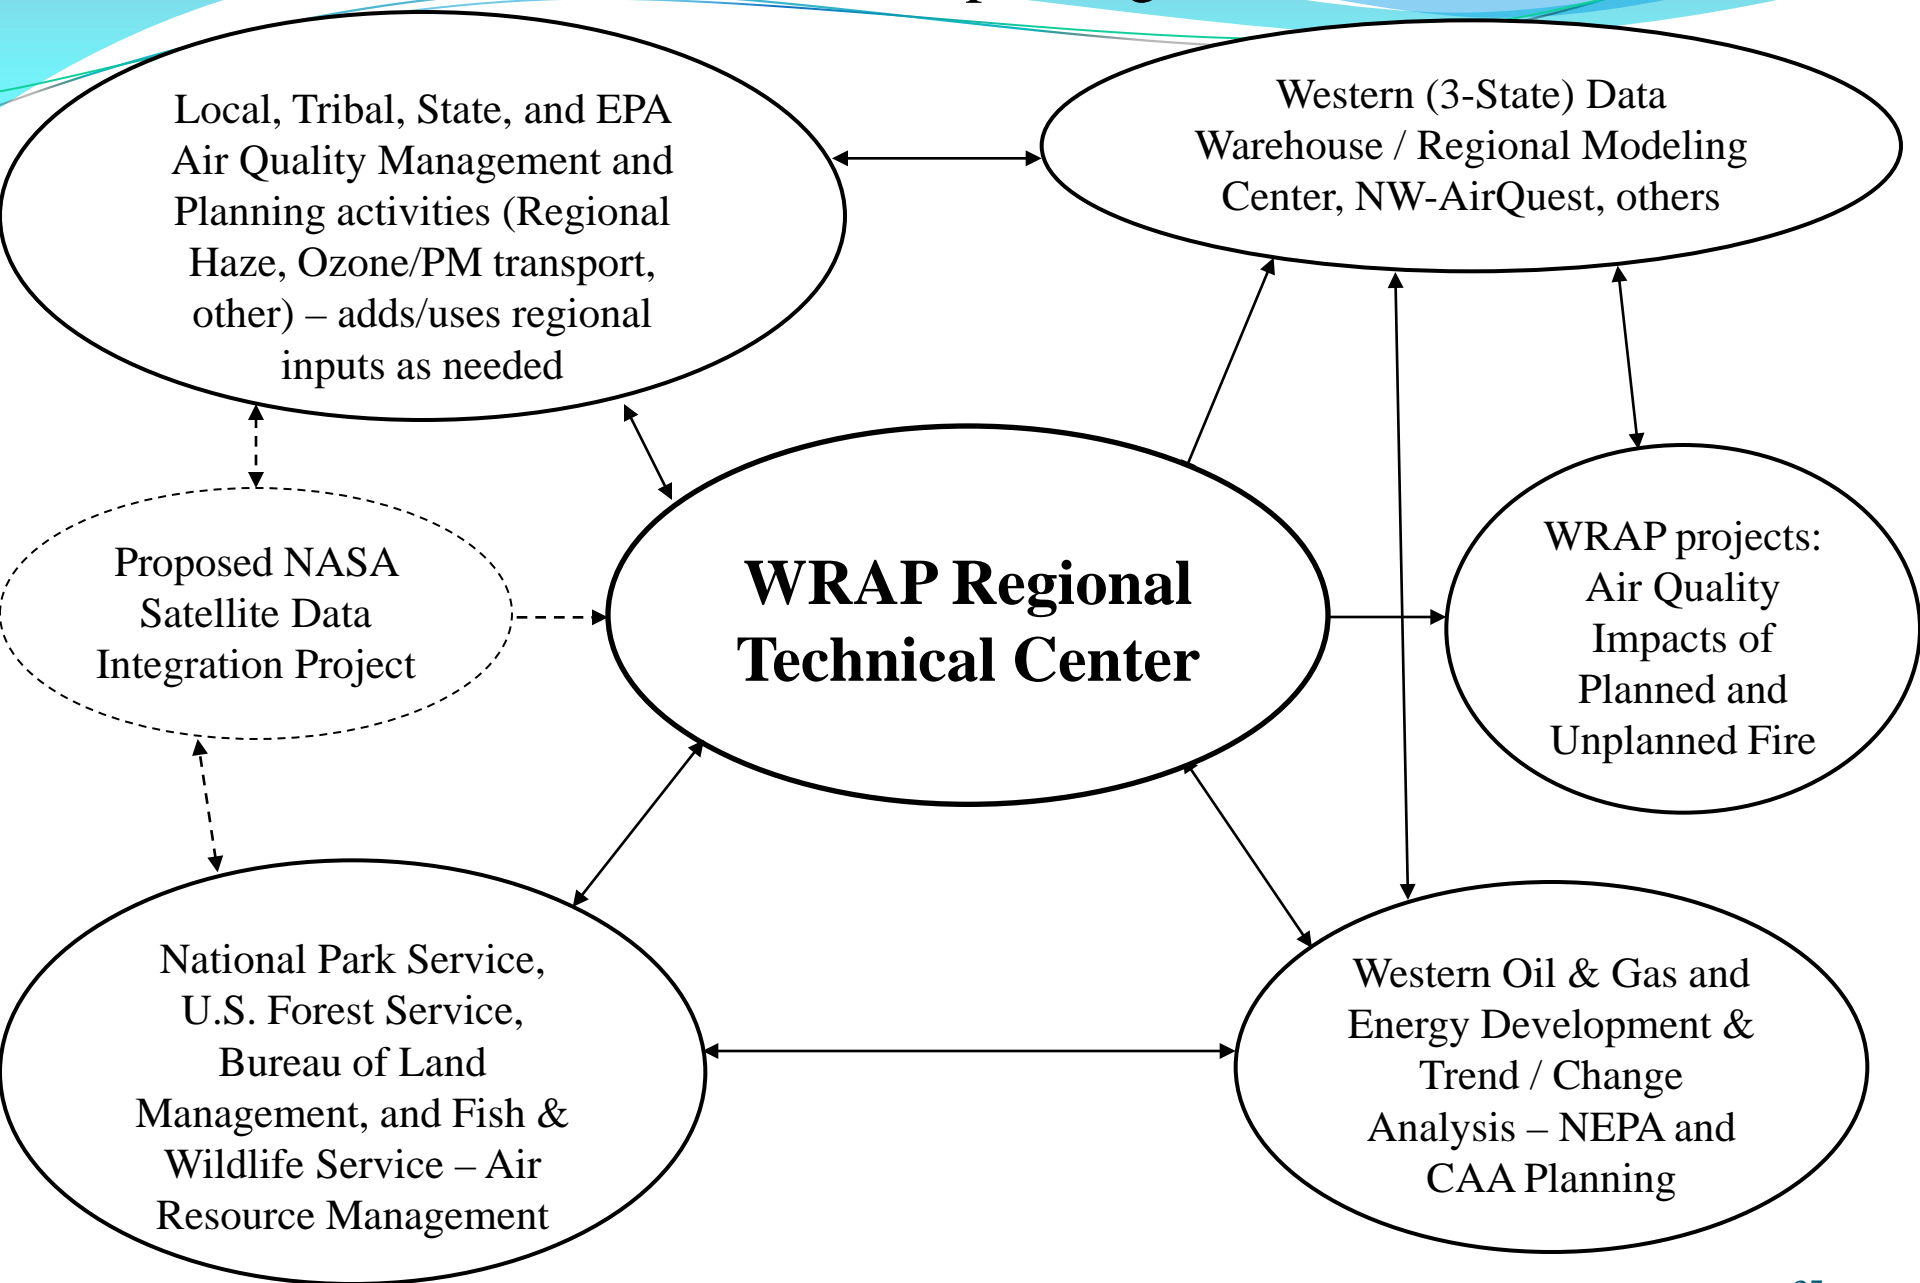 Local, Tribal, State, and EPA
Air Quality Management and
Planning activities (Regional
Haze, Ozone/PM transport,
other) – adds/uses regional
inputs as needed
Western (3-State) Data
Warehouse / Regional Modeling
Center, NW-AirQuest, others
Proposed NASA
Satellite Data
Integration Project
WRAP Regional
Technical Center
WRAP projects:
Air Quality
Impacts of
Planned and
Unplanned Fire
National Park Service,
U.S. Forest Service,
Bureau of Land
Management, and Fish &
Wildlife Service – Air
Resource Management
Western Oil & Gas and
Energy Development &
Trend / Change
Analysis – NEPA and
CAA Planning